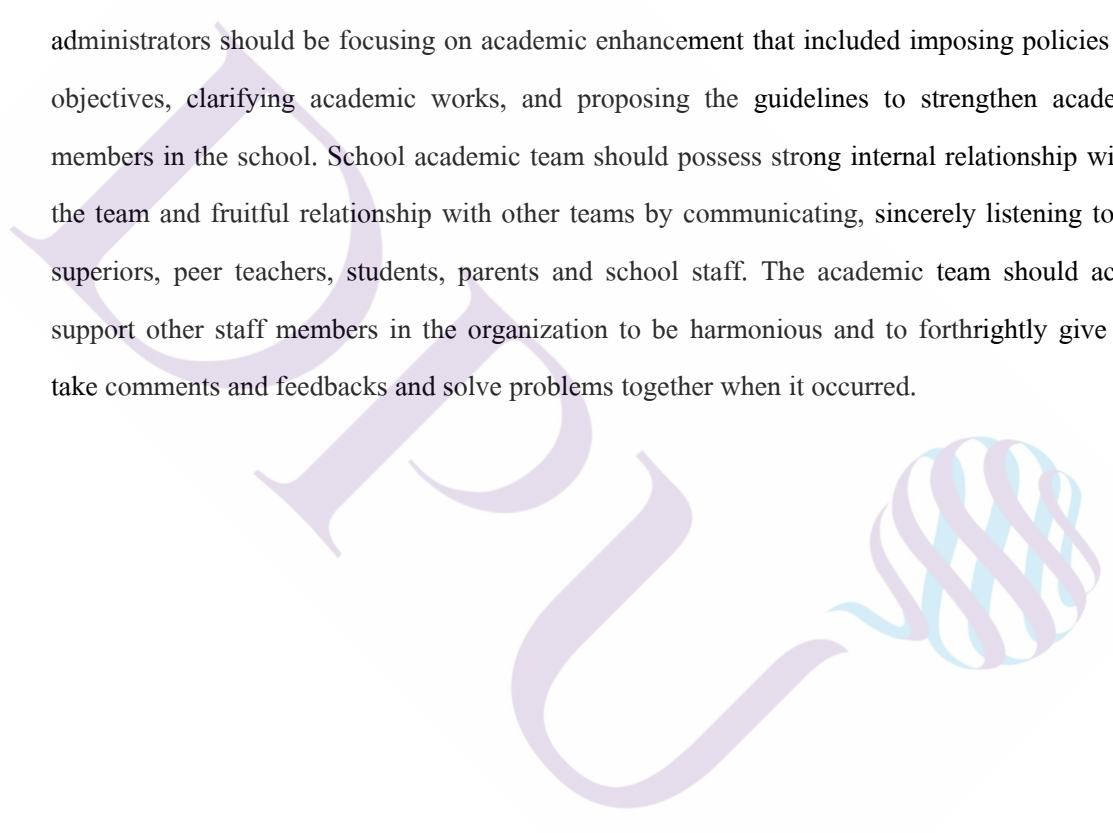 administrators should be focusing on academic enhancement that included imposing policies
objectives, clarifying academic works, and proposing the guidelines to strengthen acade
members in the school. School academic team should possess strong internal relationship wi
the team and fruitful relationship with other teams by communicating, sincerely listening to
superiors, peer teachers, students, parents and school staff. The academic team should ac
support other staff members in the organization to be harmonious and to forthrightly give
take comments and feedbacks and solve problems together when it occurred.
DPU